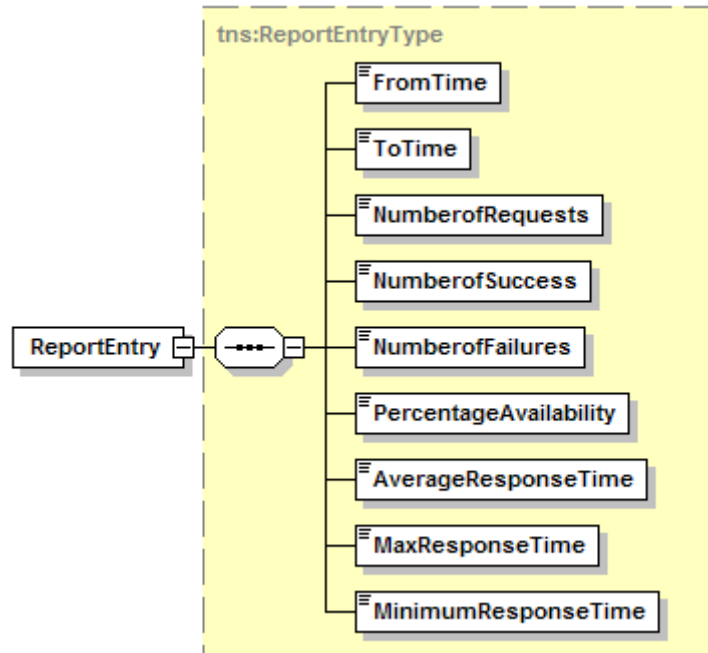 tns:ReportEntryType
FromTime
ToTime
NumberofRequests
NumberofSuccess
ReportEntry
NumberofFailures
PercentageAvailability
AverageResponseTime
MaxResponseTime
MinimumResponseTime